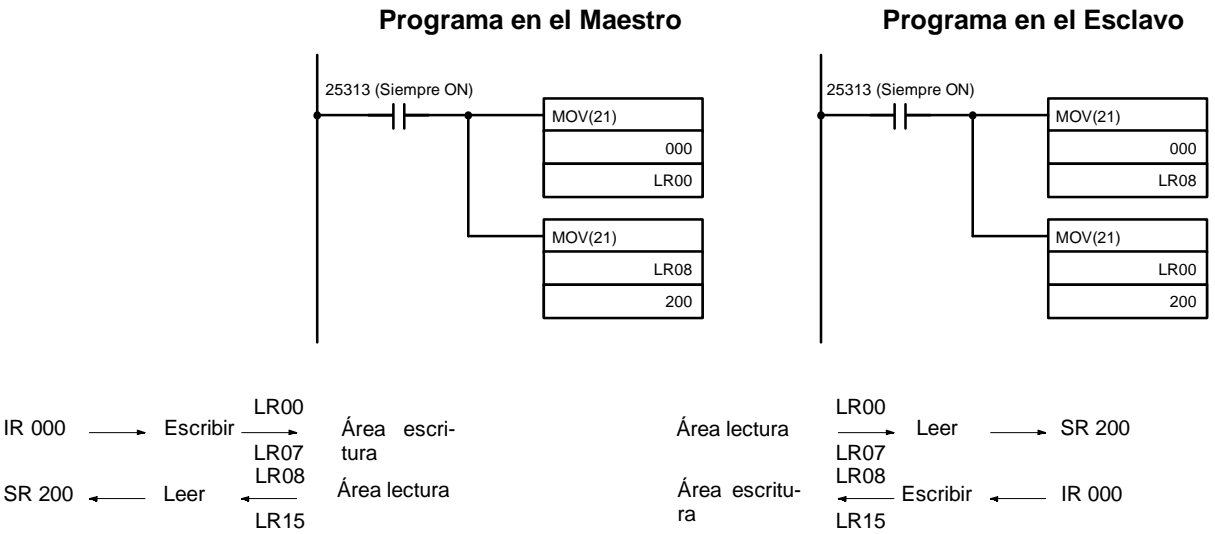 Programa en el Maestro
Programa en el Esclavo
25313 (Siempre ON)
MOV(21)
000
LR00
MOV(21)
LR08
200
25313 (Siempre ON)
MOV(21)
000
LR08
MOV(21)
LR00
200
IR 000
Escribir
LR00
LR07
Área escri-
tura
SR 200
Leer
LR08
LR15
Área lectura
Área lectura
LR00
LR07
Leer
SR 200
Área escritu-
ra
LR08
LR15
Escribir
IR 000